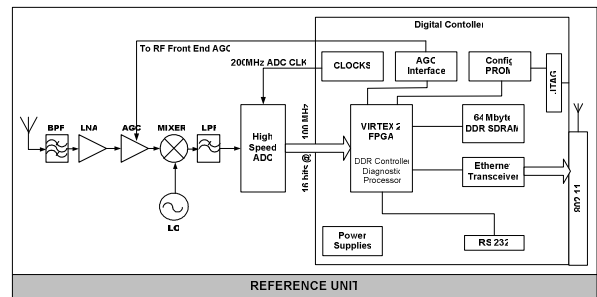 Digital Controller
To RF Front End AGC
200MHz ADC CLK
CLOCKS
AGC
Interface
Config
PROM
JTAG
BPF
LNA
AGC
MIXER
LPF
High
Speed
ADC
16 bits @ 100 MHz
VIRTEX 2
FPGA
DDR Controller
Diagnostic
Processor
64 Mbyte
DDR SDRAM
Ethernet
Transceiver
802.11
LO
Power
Supplies
RS 232
REFERENCE UNIT